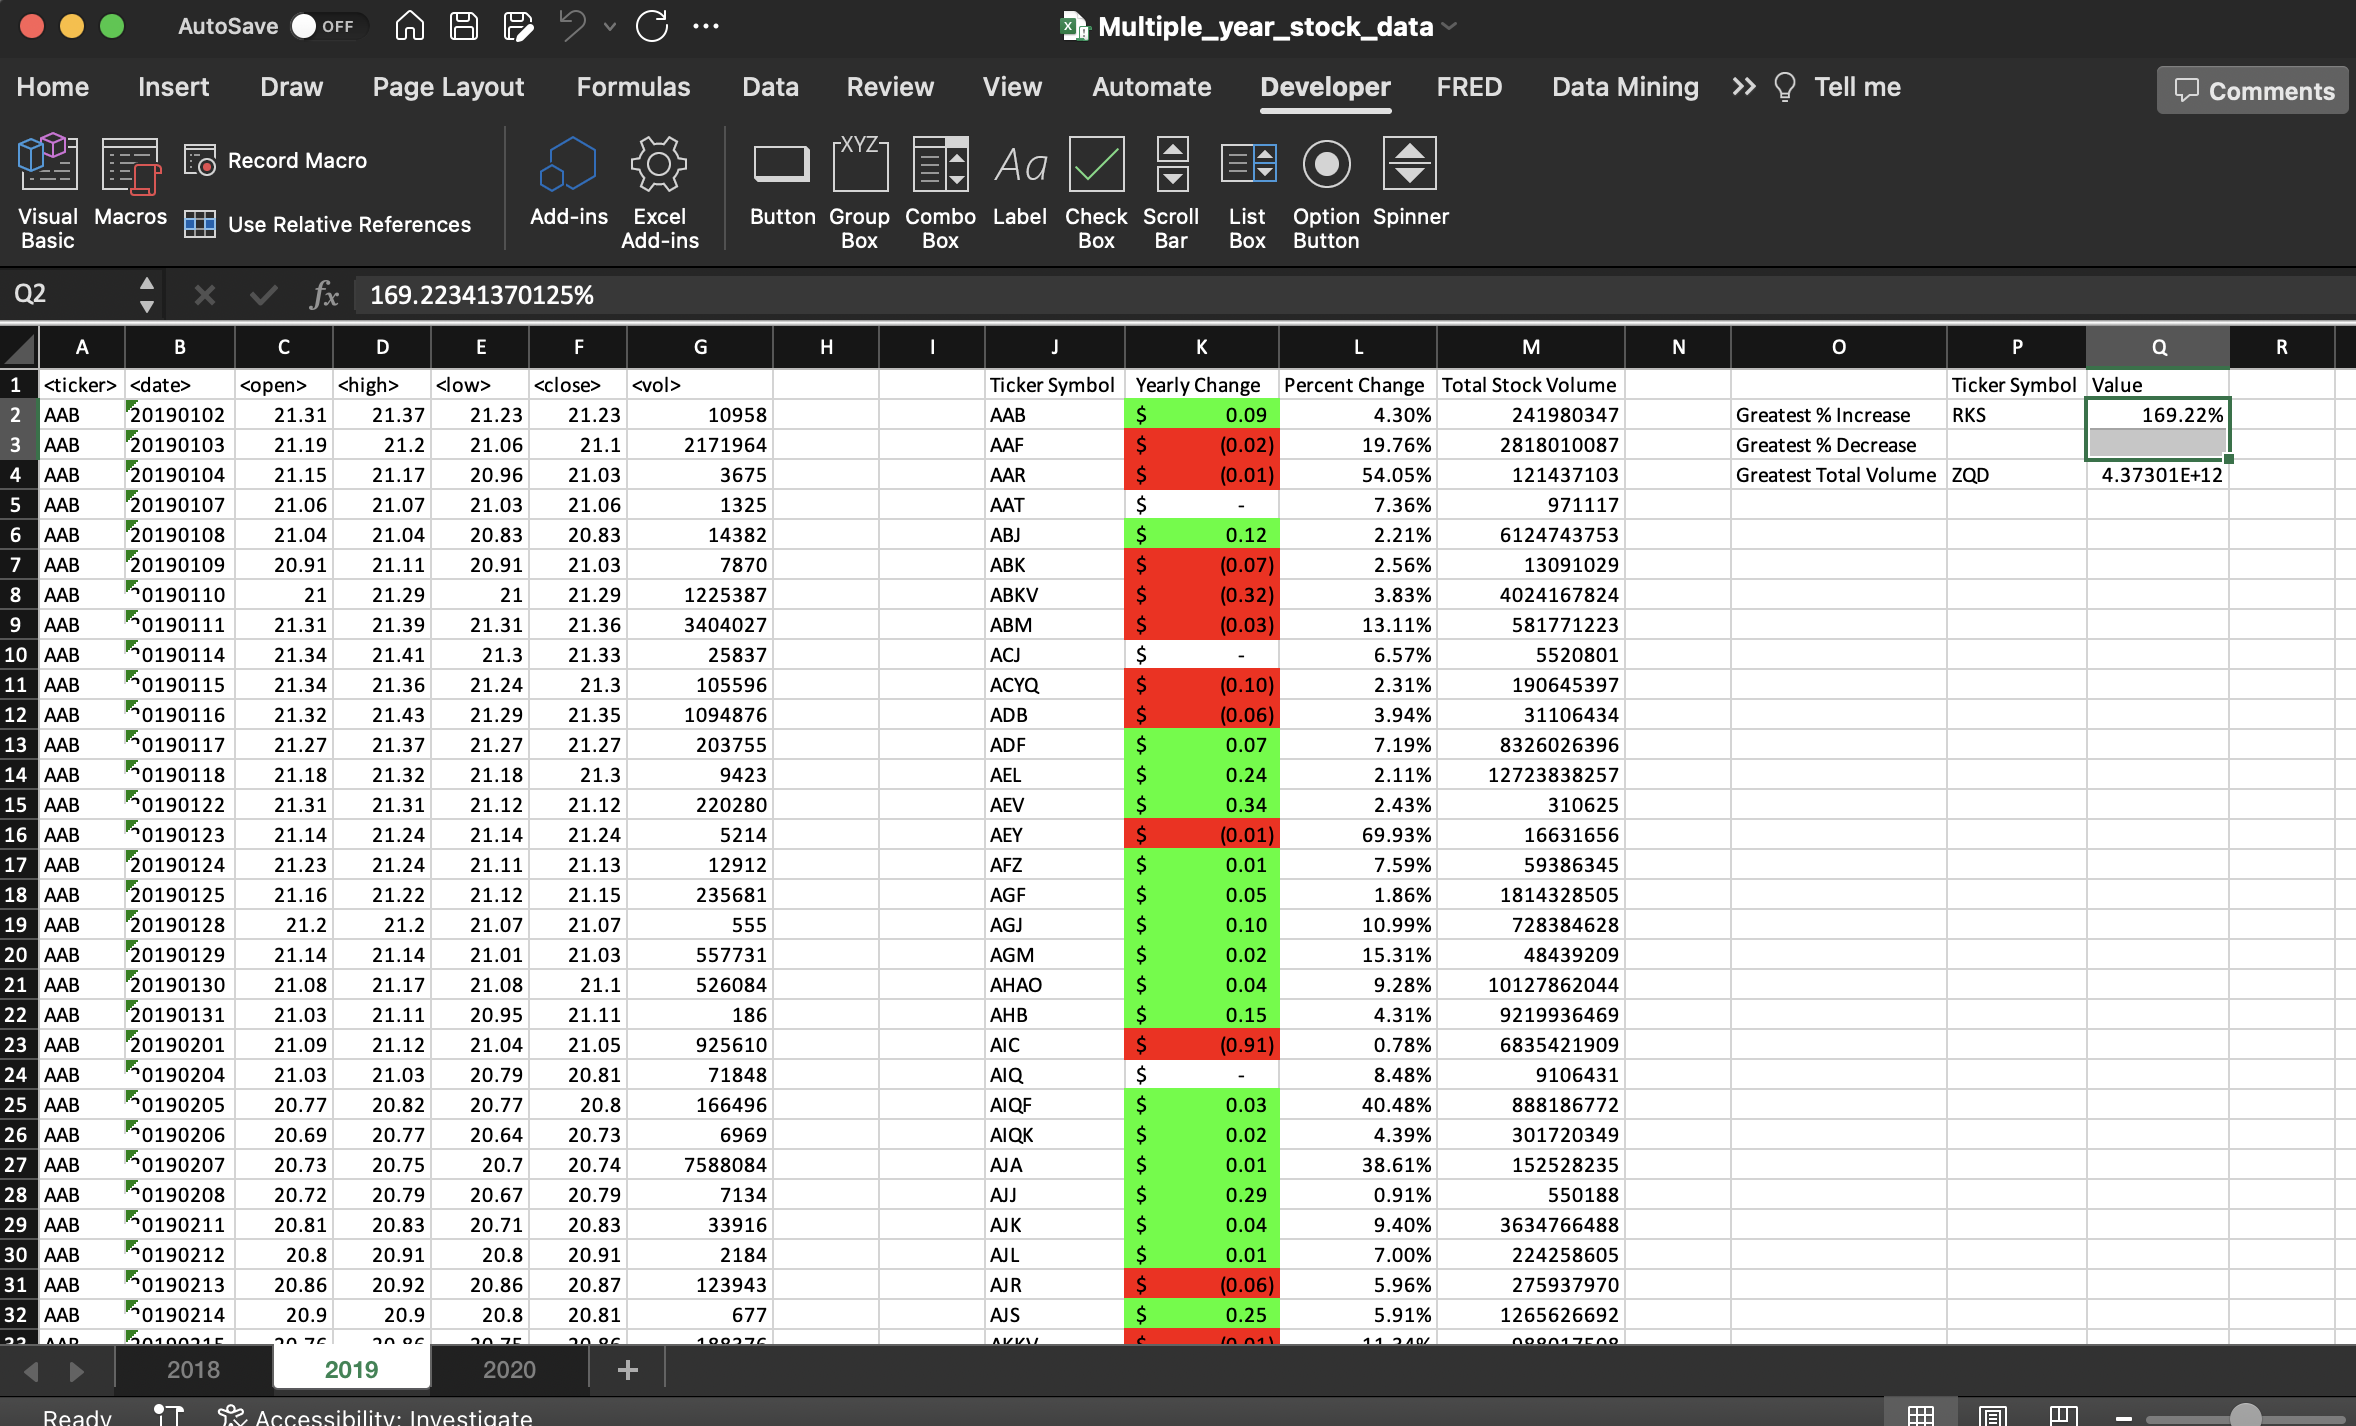 AutoSave OFF Multiple_year_stock_data
Home Insert Draw Page Layout Formulas Data Review View Automate Developer FRED Data Mining Tell me Comments
Visual Basic Macros Record Macro Use Relative References Add-ins Excel Add-ins Button XYZ Group Box Combo Box Aa Label Check Box Scroll Bar List Box Option Button Spinner
Q2 fx 169.22341370125%
A B C D E F G H I J K L M N O P Q R
1 <ticker> <date> <open> <high> <low> <close> <vol> Ticker Symbol Yearly Change Percent Change Total Stock Volume Ticker Symbol Value
2 AAB 20190102 21.31 21.37 21.23 21.23 10958 AAB $ 0.09 4.30% 241980347 Greatest % Increase RKS 169.22%
3 AAB 20190103 21.19 21.2 21.06 21.1 2171964 AAF $ (0.02) 19.76% 2818010087 Greatest % Decrease
4 AAB 20190104 21.15 21.17 20.96 21.03 3675 AAR $ (0.01) 54.05% 121437103 Greatest Total Volume ZQD 4.37301E+12
5 AAB 20190107 21.06 21.07 21.03 21.06 1325 AAT $ - 7.36% 971117
6 AAB 20190108 21.04 21.04 20.83 20.83 14382 ABJ $ 0.12 2.21% 6124743753
7 AAB 20190109 20.91 21.11 20.91 21.03 7870 ABK $ (0.07) 2.56% 13091029
8 AAB 20190110 21 21.29 21 21.29 1225387 ABKV $ (0.32) 3.83% 4024167824
9 AAB 20190111 21.31 21.39 21.31 21.36 3404027 ABM $ (0.03) 13.11% 581771223
10 AAB 20190114 21.34 21.41 21.3 21.33 25837 ACJ $ - 6.57% 5520801
11 AAB 20190115 21.34 21.36 21.24 21.3 105596 ACYQ $ (0.10) 2.31% 190645397
12 AAB 20190116 21.32 21.43 21.29 21.35 1094876 ADB $ (0.06) 3.94% 31106434
13 AAB 20190117 21.27 21.37 21.27 21.27 203755 ADF $ 0.07 7.19% 8326026396
14 AAB 20190118 21.18 21.32 21.18 21.3 9423 AEL $ 0.24 2.11% 12723838257
15 AAB 20190122 21.31 21.31 21.12 21.12 220280 AEV $ 0.34 2.43% 310625
16 AAB 20190123 21.14 21.24 21.14 21.24 5214 AEY $ (0.01) 69.93% 16631656
17 AAB 20190124 21.23 21.24 21.11 21.13 12912 AFZ $ 0.01 7.59% 59386345
18 AAB 20190125 21.16 21.22 21.12 21.15 235681 AGF $ 0.05 1.86% 1814328505
19 AAB 20190128 21.2 21.2 21.07 21.07 555 AGJ $ 0.10 10.99% 728384628
20 AAB 20190129 21.14 21.14 21.01 21.03 557731 AGM $ 0.02 15.31% 48439209
21 AAB 20190130 21.08 21.17 21.08 21.1 526084 AHAO $ 0.04 9.28% 10127862044
22 AAB 20190131 21.03 21.11 20.95 21.11 186 AHB $ 0.15 4.31% 9219936469
23 AAB 20190201 21.09 21.12 21.04 21.05 925610 AIC $ (0.91) 0.78% 6835421909
24 AAB 20190204 21.03 21.03 20.79 20.81 71848 AIQ $ - 8.48% 9106431
25 AAB 20190205 20.77 20.82 20.77 20.8 166496 AIQF $ 0.03 40.48% 888186772
26 AAB 20190206 20.69 20.77 20.64 20.73 6969 AIQK $ 0.02 4.39% 301720349
27 AAB 20190207 20.73 20.75 20.7 20.74 7588084 AJA $ 0.01 38.61% 152528235
28 AAB 20190208 20.72 20.79 20.67 20.79 7134 AJJ $ 0.29 0.91% 550188
29 AAB 20190211 20.81 20.83 20.71 20.83 33916 AJK $ 0.04 9.40% 3634766488
30 AAB 20190212 20.8 20.91 20.8 20.91 2184 AJL $ 0.01 7.00% 224258605
31 AAB 20190213 20.86 20.92 20.86 20.87 123943 AJR $ (0.06) 5.96% 275937970
32 AAB 20190214 20.9 20.9 20.8 20.81 677 AJS $ 0.25 5.91% 1265626692
2018 2019 2020
Ready Accessibility: Investigate